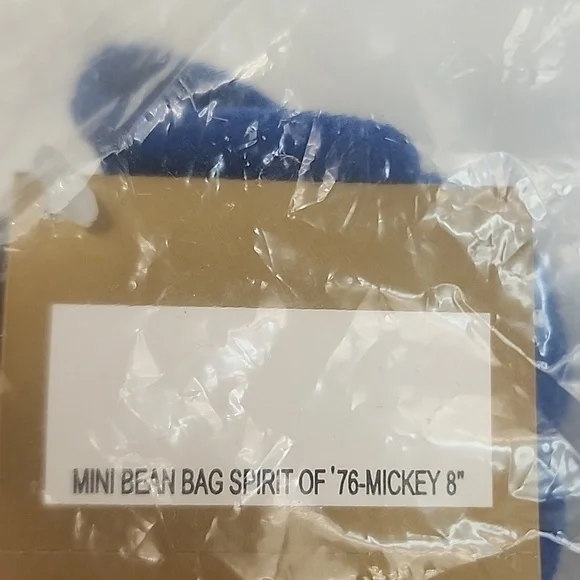 MINI BEAN BAG SPIRIT OF '76-MICKEY 8"